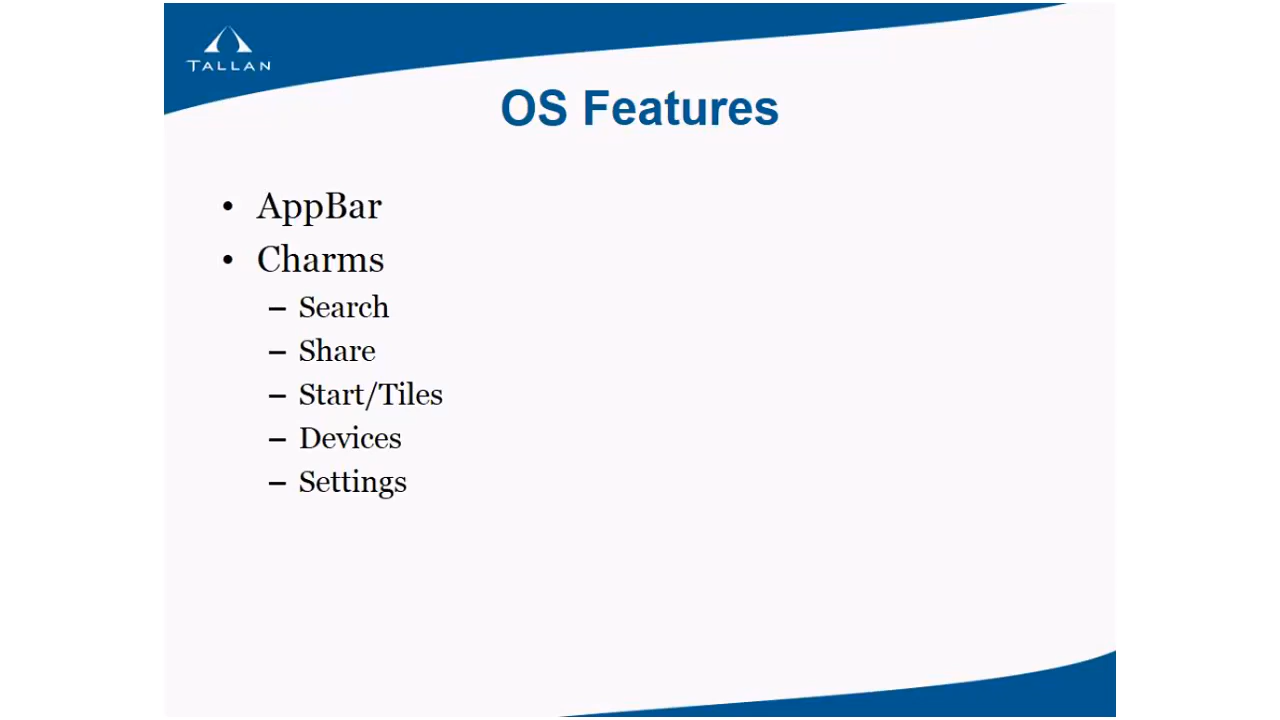 TALLAN
OS Features
• AppBar
• Charms
– Search
– Share
– Start/Tiles
– Devices
– Settings